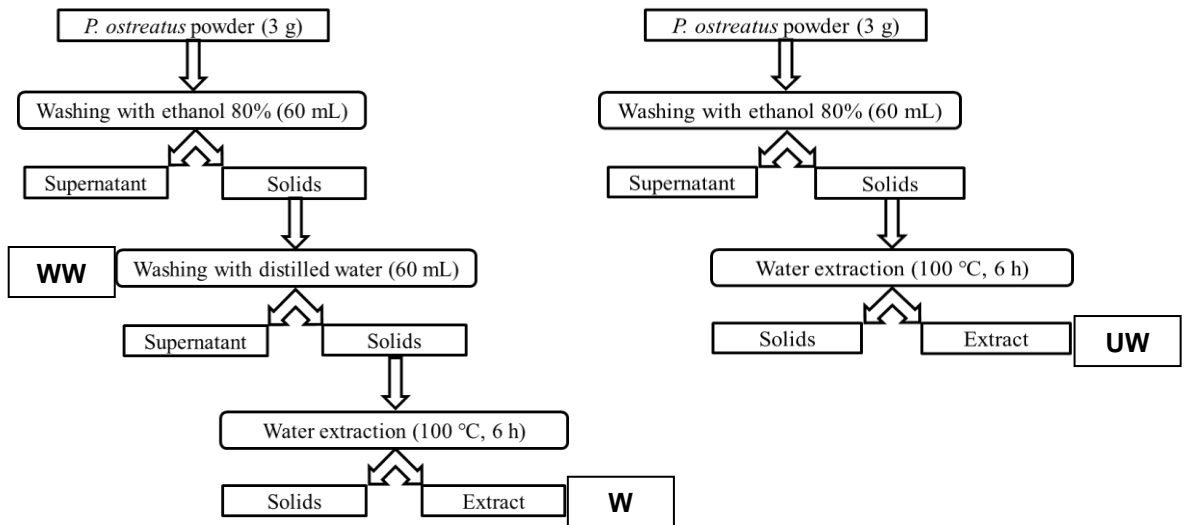 P. ostreatus powder (3 g)
Washing with ethanol 80% (60 mL)
Supernatant
Solids
WW
Washing with distilled water (60 mL)
Supernatant
Solids
Water extraction (100 °C, 6 h)
Solids
Extract
W
P. ostreatus powder (3 g)
Washing with ethanol 80% (60 mL)
Supernatant
Solids
Water extraction (100 °C, 6 h)
Solids
Extract
UW